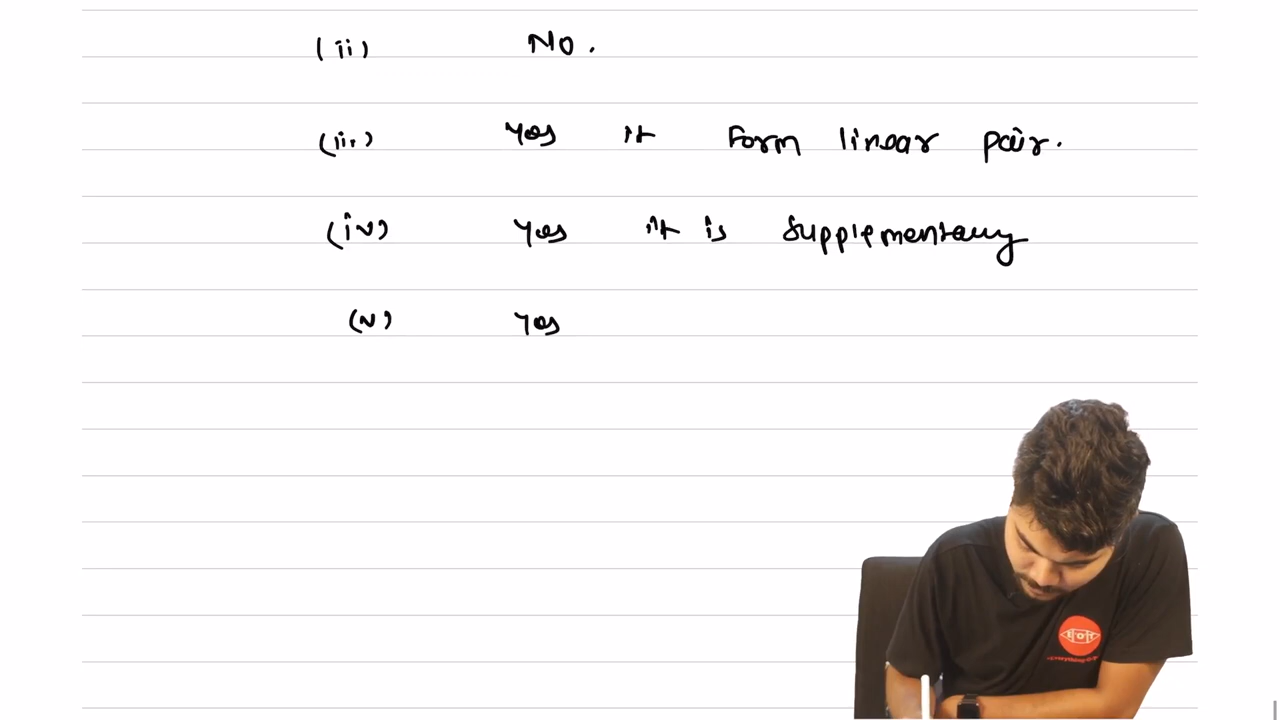 (ii) No.
(iii) Yes it Form linear pair.
(iv) Yes it is Supplementary
(v) Yes